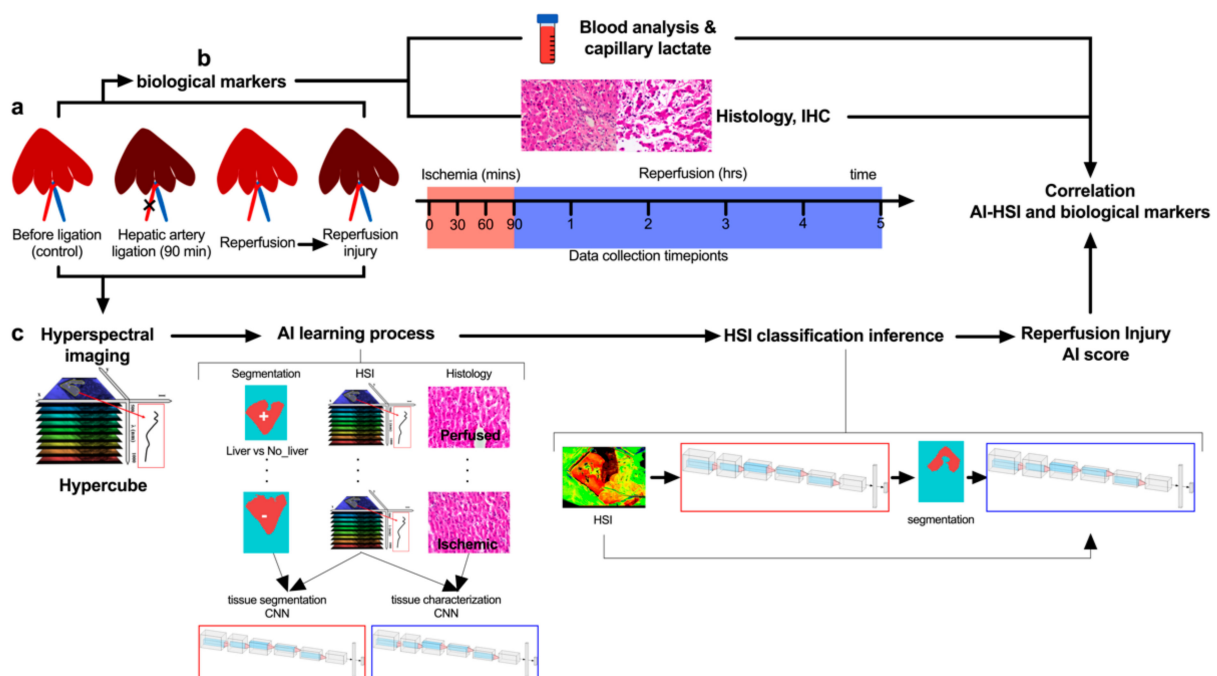 b
biological markers
Blood analysis &
capillary lactate
Histology, IHC
a
Before ligation
(control)
Hepatic artery
ligation (90 min)
Reperfusion
Reperfusion
injury
Ischemia (mins)
Reperfusion (hrs)
time
0 30 60 90 1 2 3 4 5
Data collection timepionts
Correlation
AI-HSI and biological markers
c
Hyperspectral
imaging
Hypercube
AI learning process
HSI classification inference
Reperfusion Injury
AI score
Segmentation
HSI
Histology
+
Liver vs No_liver
Perfused
-
Ischemic
tissue segmentation
CNN
tissue characterization
CNN
HSI
segmentation